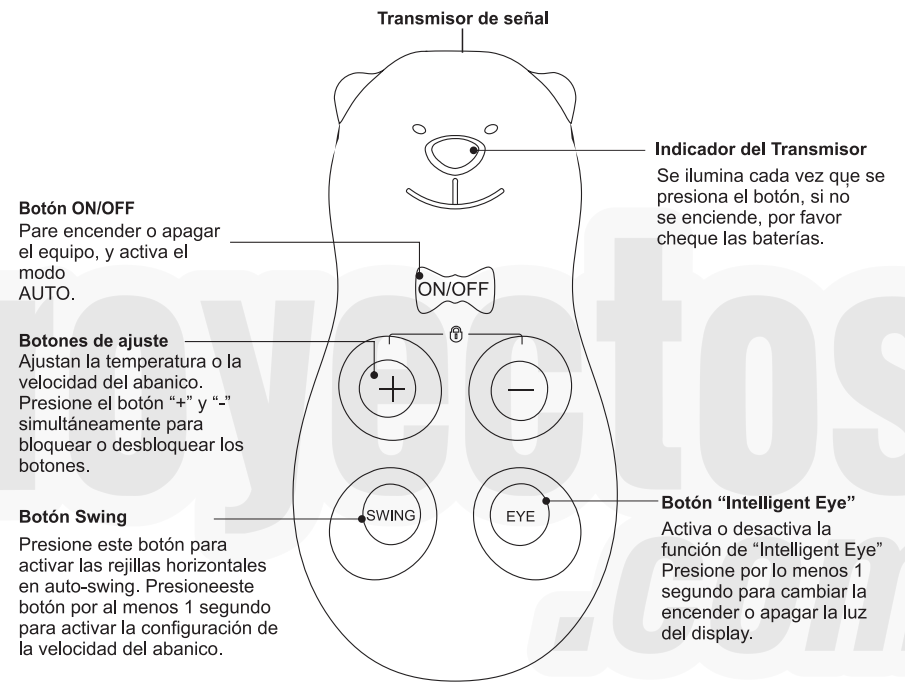 Transmisor de señal
Indicador del Transmisor
Se ilumina cada vez que se
presiona el botón, si no
se enciende, por favor
cheque las baterías.
Botón ON/OFF
Pare encender o apagar
el equipo, y activa el
modo
AUTO.
ON/OFF
Botones de ajuste
Ajustan la temperatura o la
velocidad del abanico.
Presione el botón “+” y “-”
simultáneamente para
bloquear o desbloquear los
botones.
+ −
Botón Swing
Presione este botón para
activar las rejillas horizontales
en auto-swing. Presioneeste
botón por al menos 1 segundo
para activar la configuración de
la velocidad del abanico.
SWING EYE
Botón “Intelligent Eye”
Activa o desactiva la
función de “Intelligent Eye”
Presione por lo menos 1
segundo para cambiar la
encender o apagar la luz
del display.
royectos
.com